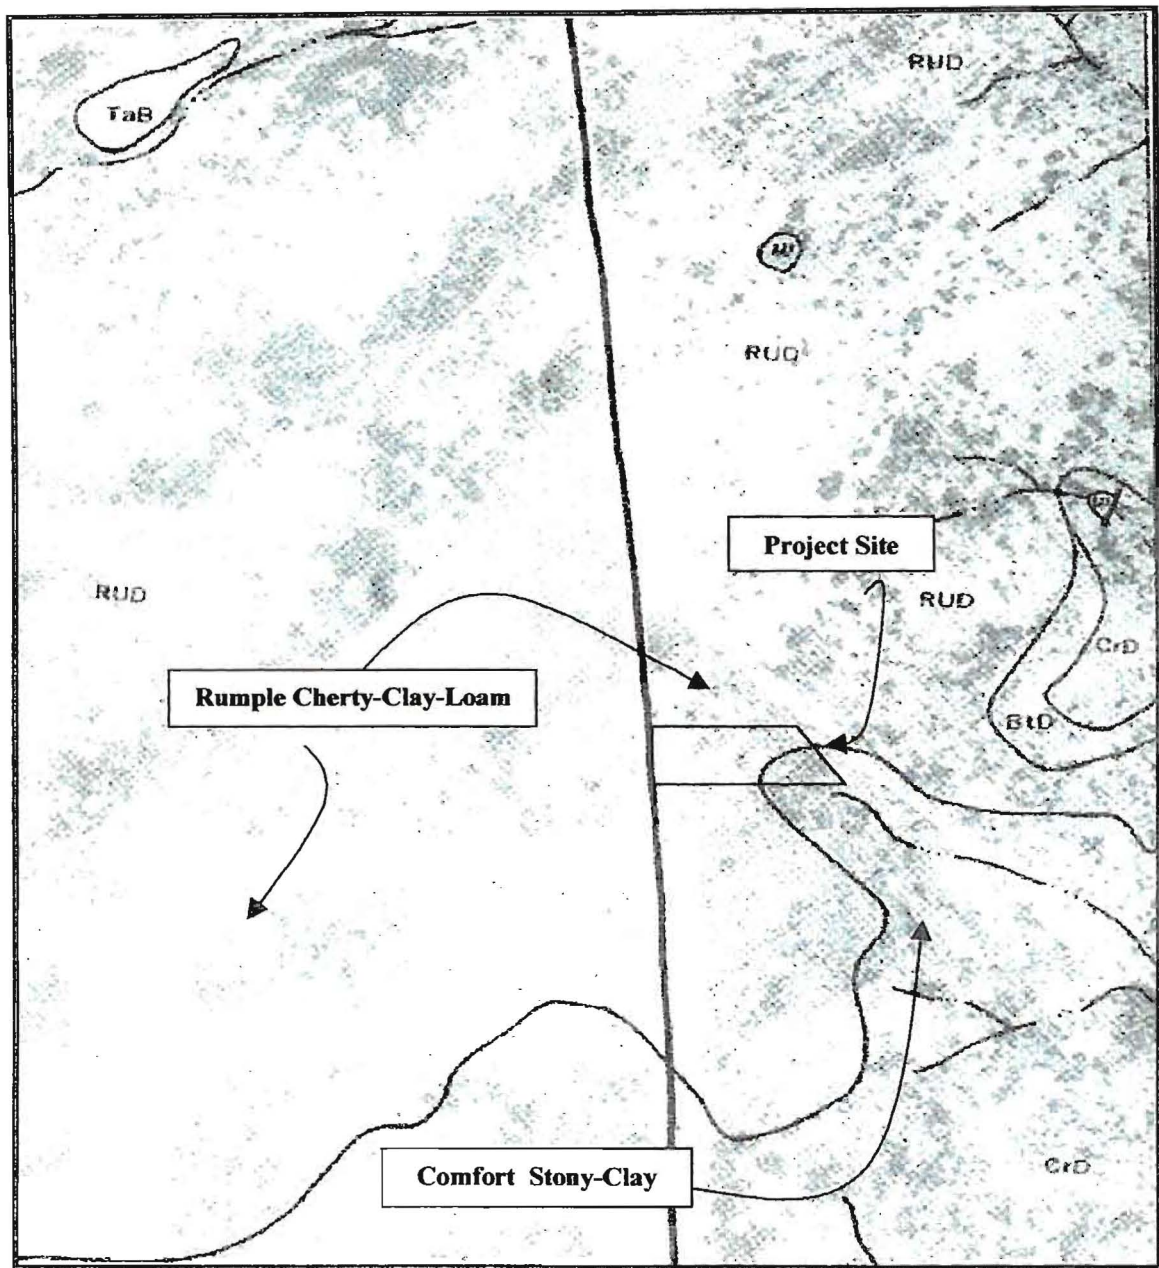 RUD
TaB
RUD
Project Site
RUD
RUD
CrD
Rumple Cherty-Clay-Loam
BtD
Comfort Stony-Clay
CrD